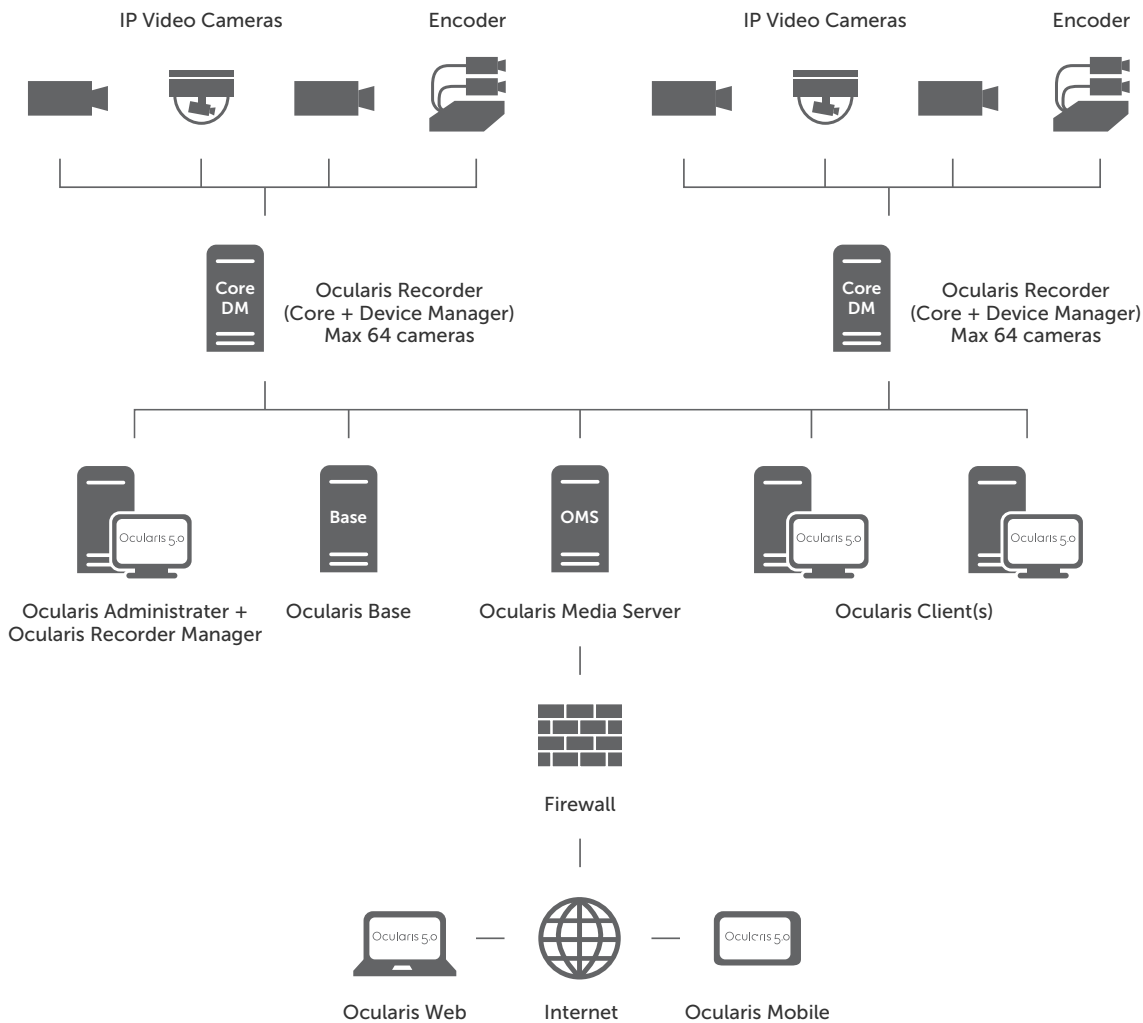 IP Video Cameras
Encoder
IP Video Cameras
Encoder
Core
DM
Ocularis Recorder
(Core + Device Manager)
Max 64 cameras
Core
DM
Ocularis Recorder
(Core + Device Manager)
Max 64 cameras
Ocularis 5.0
Base
OMS
Ocularis 5.0
Ocularis 5.0
Ocularis Administrater +
Ocularis Recorder Manager
Ocularis Base
Ocularis Media Server
Ocularis Client(s)
Firewall
Ocularis 5.0
Ocularis 5.0
Ocularis Web
Internet
Ocularis Mobile